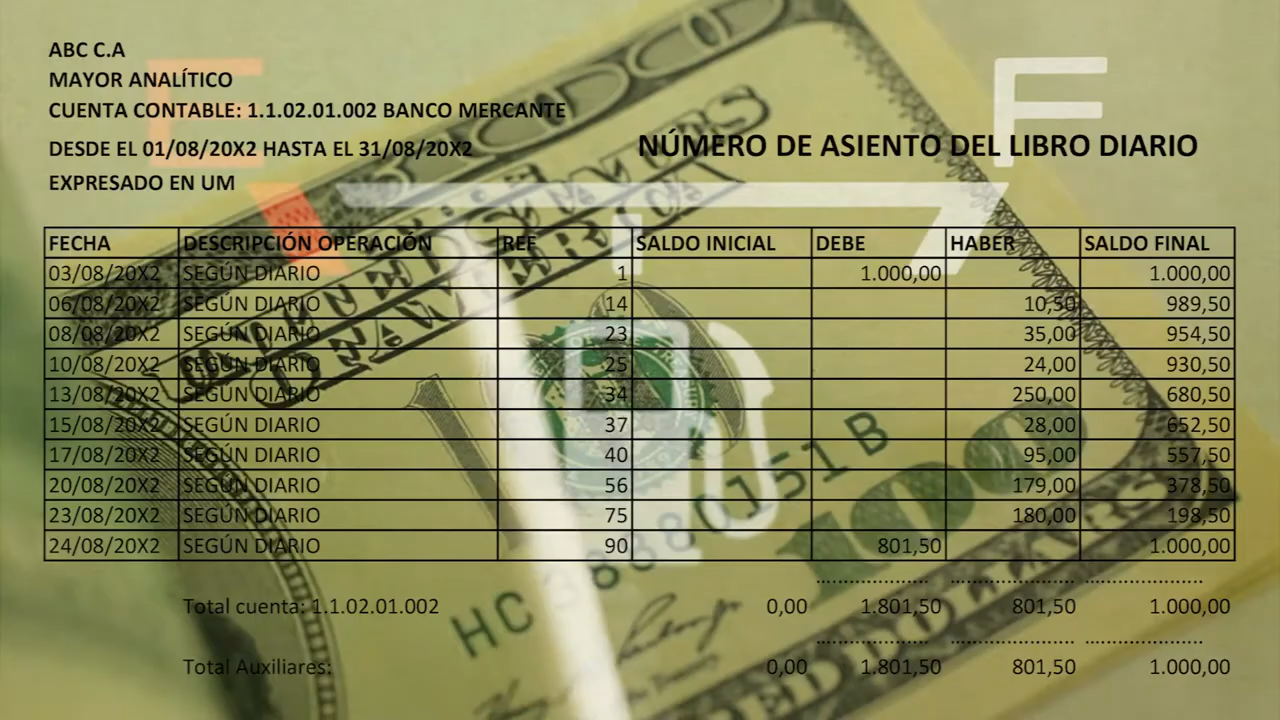 ABC C.A
MAYOR ANALÍTICO
CUENTA CONTABLE: 1.1.02.01.002 BANCO MERCANTE
DESDE EL 01/08/20X2 HASTA EL 31/08/20X2
NÚMERO DE ASIENTO DEL LIBRO DIARIO
EXPRESADO EN UM
E F
FECHA DESCRIPCIÓN OPERACIÓN REF SALDO INICIAL DEBE HABER SALDO FINAL
03/08/20X2 SEGÚN DIARIO 1 1.000,00 1.000,00
06/08/20X2 SEGÚN DIARIO 14 10,50 989,50
08/08/20X2 SEGÚN DIARIO 23 35,00 954,50
10/08/20X2 SEGÚN DIARIO 25 24,00 930,50
13/08/20X2 SEGÚN DIARIO 34 250,00 680,50
15/08/20X2 SEGÚN DIARIO 37 28,00 652,50
17/08/20X2 SEGÚN DIARIO 40 95,00 557,50
20/08/20X2 SEGÚN DIARIO 56 179,00 378,50
23/08/20X2 SEGÚN DIARIO 75 180,00 198,50
24/08/20X2 SEGÚN DIARIO 90 801,50 1.000,00
Total cuenta: 1.1.02.01.002 0,00 1.801,50 801,50 1.000,00
Total Auxiliares: 0,00 1.801,50 801,50 1.000,00
100